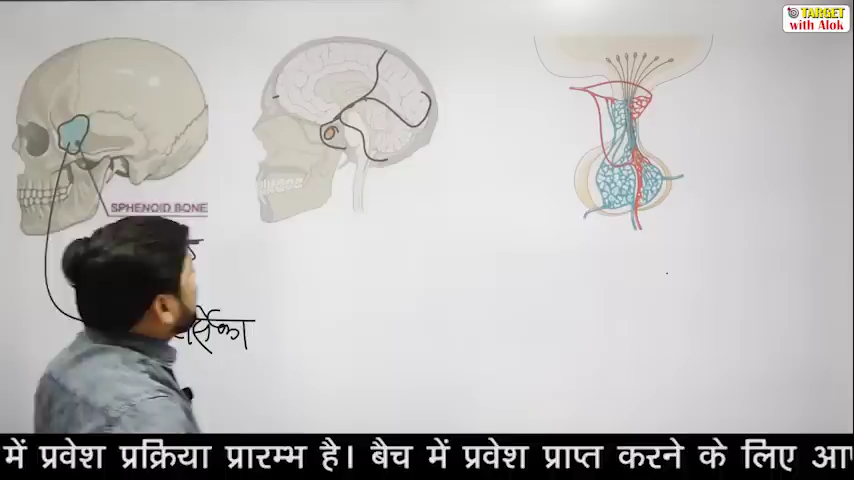 TARGET
with Alok
SPHENOID BONE
में प्रवेश प्रक्रिया प्रारम्भ है। बैच में प्रवेश प्राप्त करने के लिए